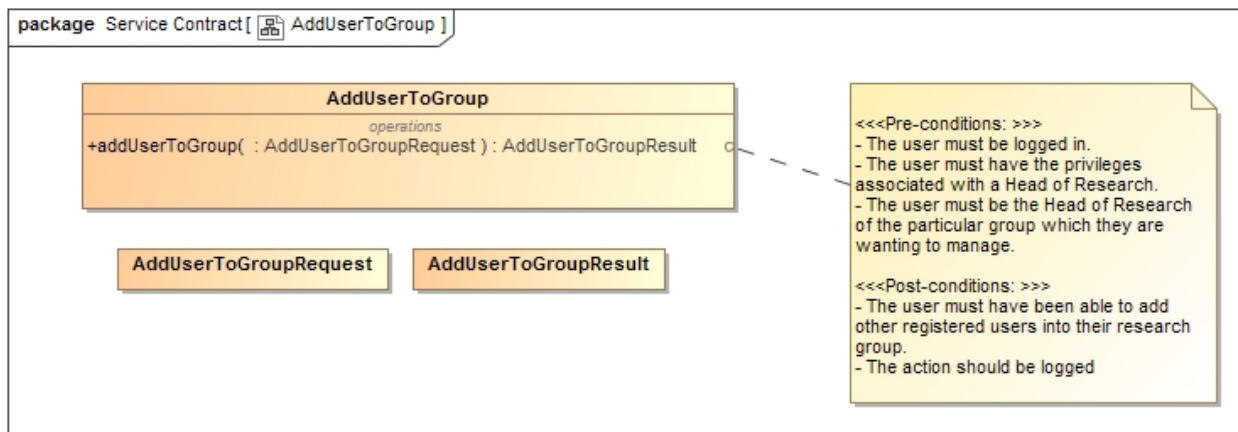 package Service Contract [ AddUserToGroup ]
AddUserToGroup
operations
+addUserToGroup( : AddUserToGroupRequest ) : AddUserToGroupResult
AddUserToGroupRequest
AddUserToGroupResult
<<<Pre-conditions: >>>
- The user must be logged in.
- The user must have the privileges
associated with a Head of Research.
- The user must be the Head of Research
of the particular group which they are
wanting to manage.
<<<Post-conditions: >>>
- The user must have been able to add
other registered users into their research
group.
- The action should be logged